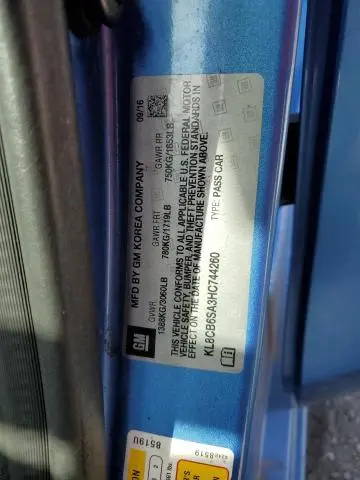 MFD BY GM KOREA COMPANY 09/16
GVWR GAWR FRT GAWR RR
1388KG/3060LB 780KG/1719LB 750KG/1653LB
THIS VEHICLE CONFORMS TO ALL APPLICABLE U.S. FEDERAL MOTOR
VEHICLE SAFETY, BUMPER, AND THEFT PREVENTION STANDARDS IN
EFFECT ON THE DATE OF MANUFACTURE SHOWN ABOVE.
KL8CB6SA3HC744260 TYPE: PASS CAR
GM
8519U
8519